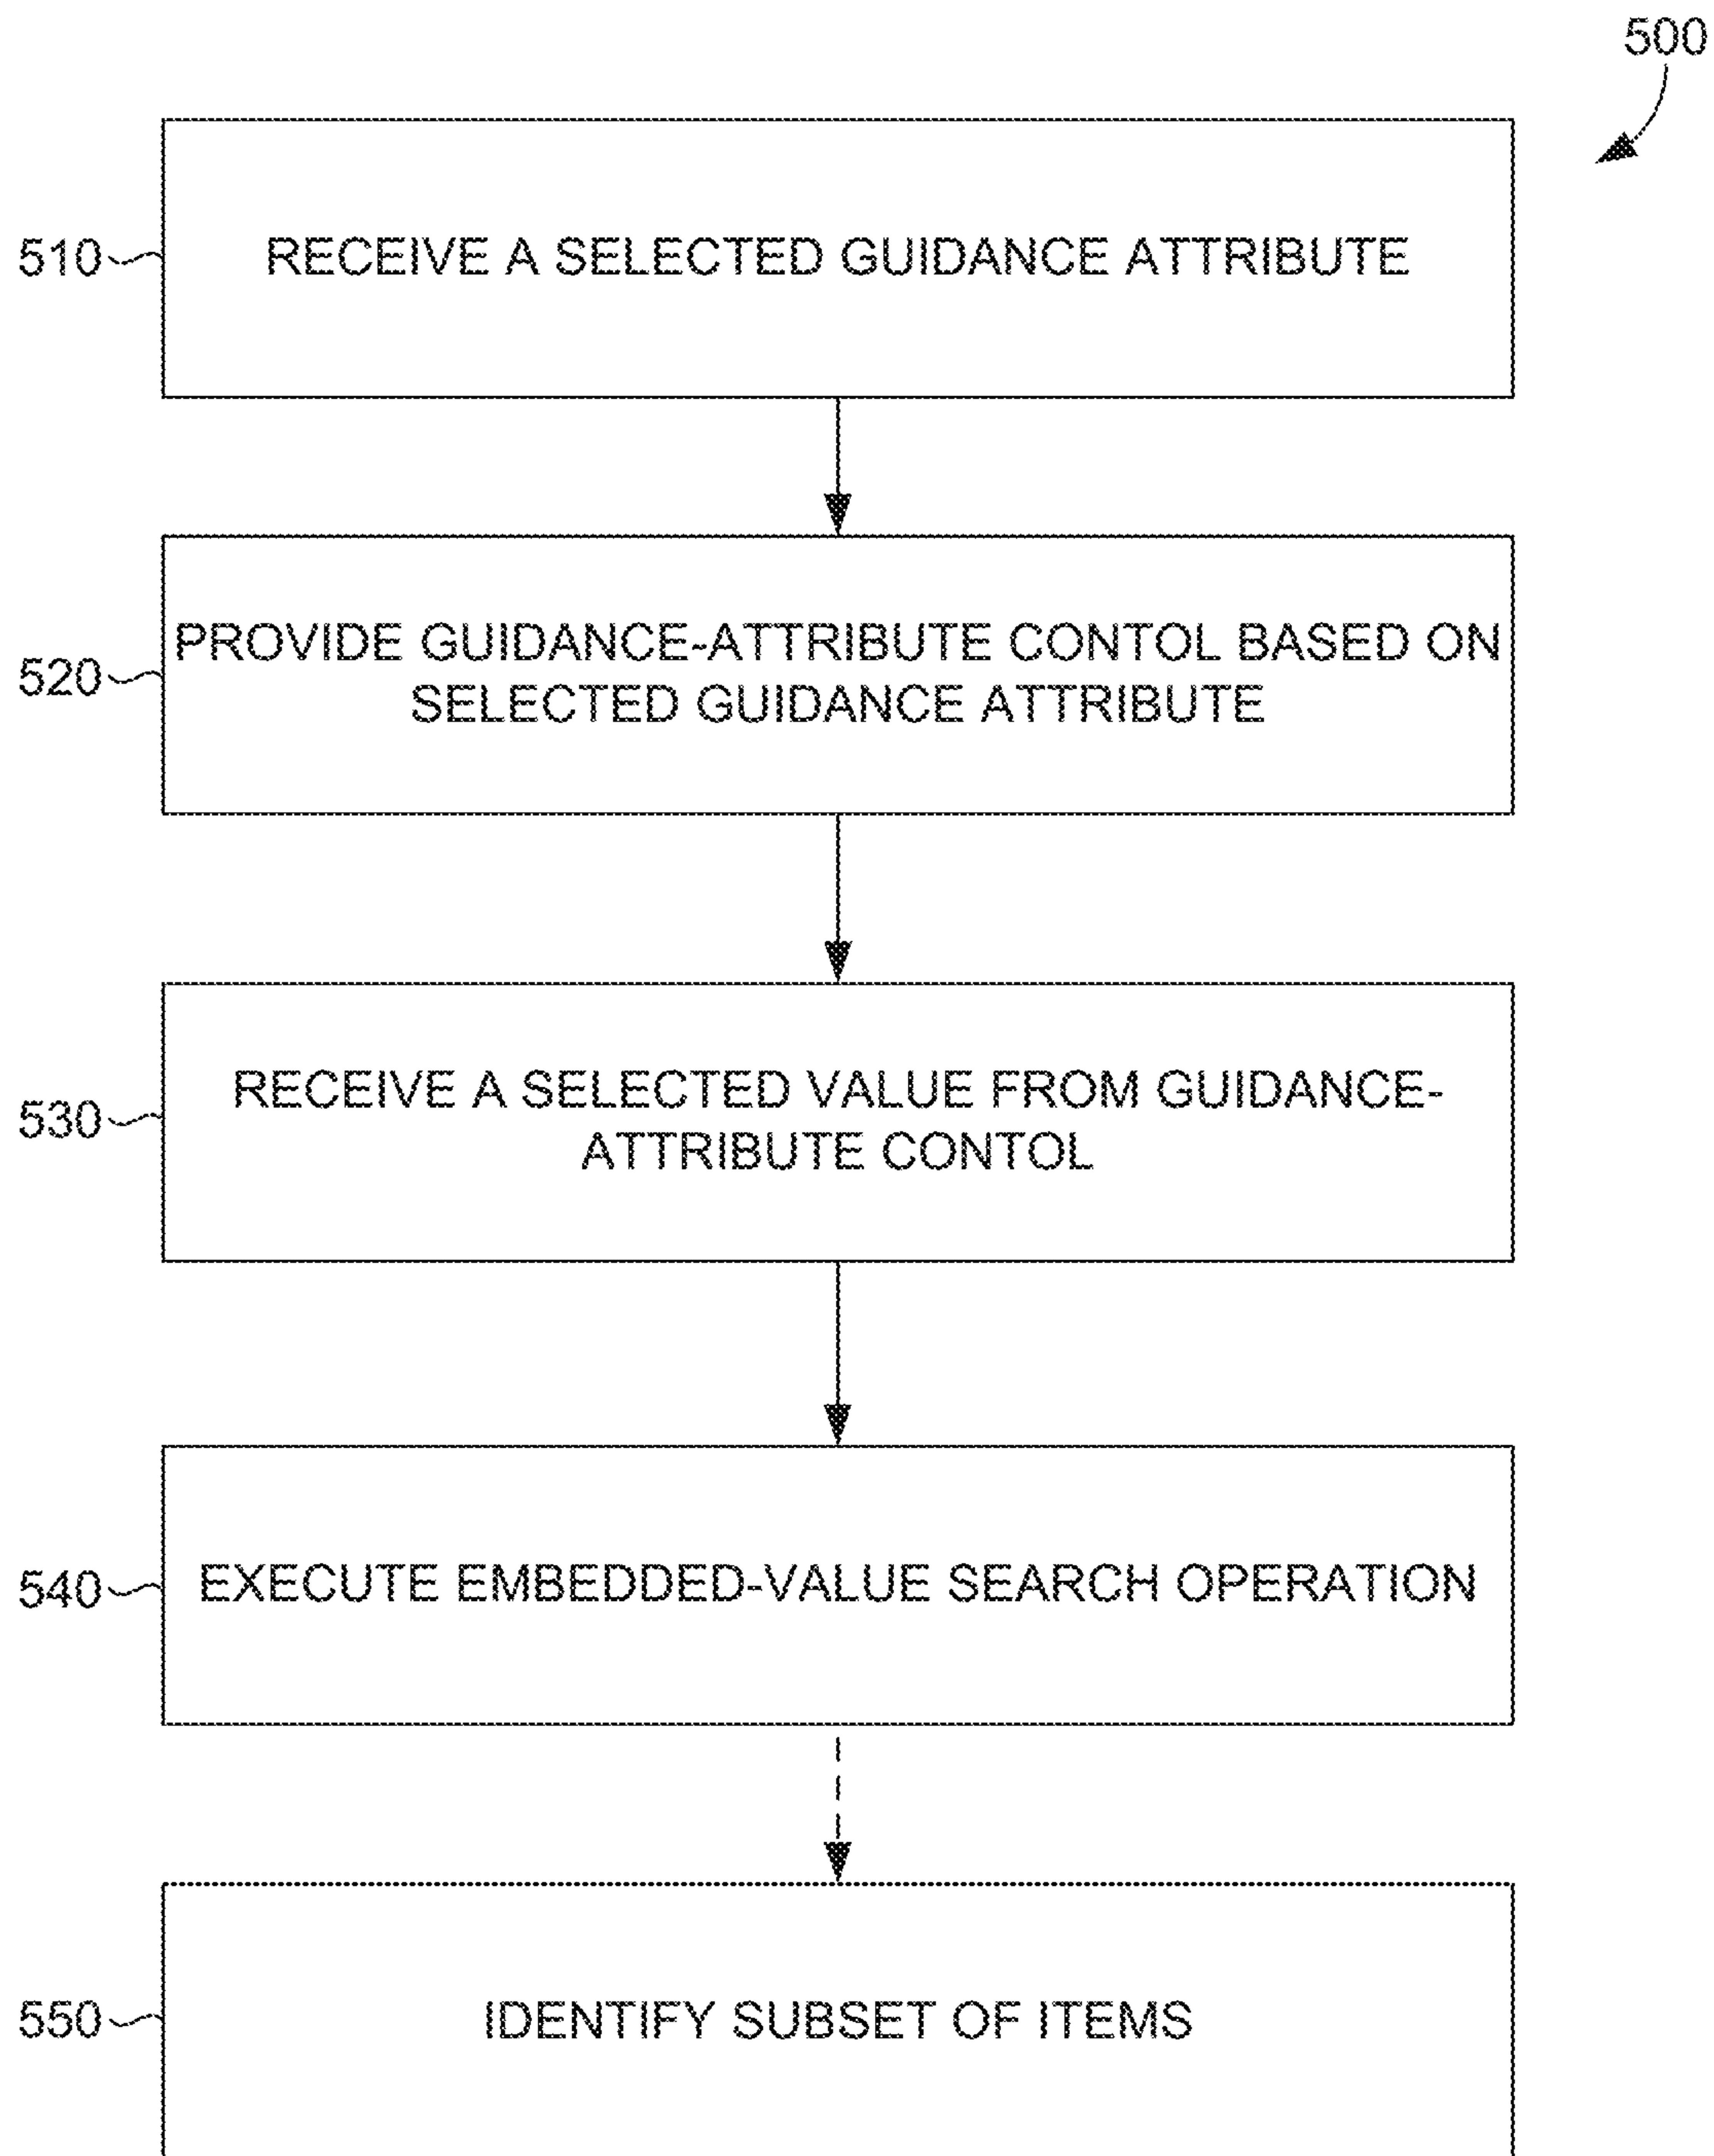 500
510
RECEIVE A SELECTED GUIDANCE ATTRIBUTE
520
PROVIDE GUIDANCE-ATTRIBUTE CONTOL BASED ON
SELECTED GUIDANCE ATTRIBUTE
530
RECEIVE A SELECTED VALUE FROM GUIDANCE-
ATTRIBUTE CONTOL
540
EXECUTE EMBEDDED-VALUE SEARCH OPERATION
550
IDENTIFY SUBSET OF ITEMS